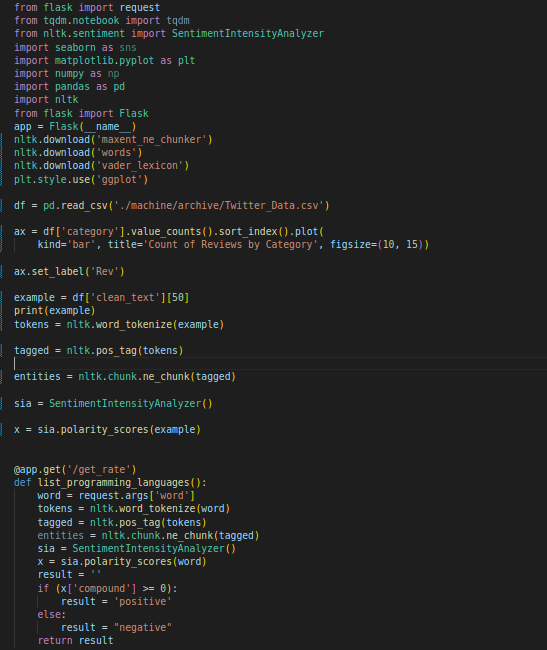 from flask import request
from tqdm.notebook import tqdm
from nltk.sentiment import SentimentIntensityAnalyzer
import seaborn as sns
import matplotlib.pyplot as plt
import numpy as np
import pandas as pd
import nltk
from flask import Flask
app = Flask(__name__)
nltk.download('maxent_ne_chunker')
nltk.download('words')
nltk.download('vader_lexicon')
plt.style.use('ggplot')
df = pd.read_csv('./machine/archive/Twitter_Data.csv')
ax = df['category'].value_counts().sort_index().plot(
    kind='bar', title='Count of Reviews by Category', figsize=(10, 15))
ax.set_label('Rev')
example = df['clean_text'][50]
print(example)
tokens = nltk.word_tokenize(example)
tagged = nltk.pos_tag(tokens)
entities = nltk.chunk.ne_chunk(tagged)
sia = SentimentIntensityAnalyzer()
x = sia.polarity_scores(example)
@app.get('/get_rate')
def list_programming_languages():
    word = request.args['word']
    tokens = nltk.word_tokenize(word)
    tagged = nltk.pos_tag(tokens)
    entities = nltk.chunk.ne_chunk(tagged)
    sia = SentimentIntensityAnalyzer()
    x = sia.polarity_scores(word)
    result = ''
    if (x['compound'] >= 0):
        result = 'positive'
    else:
        result = "negative"
    return result